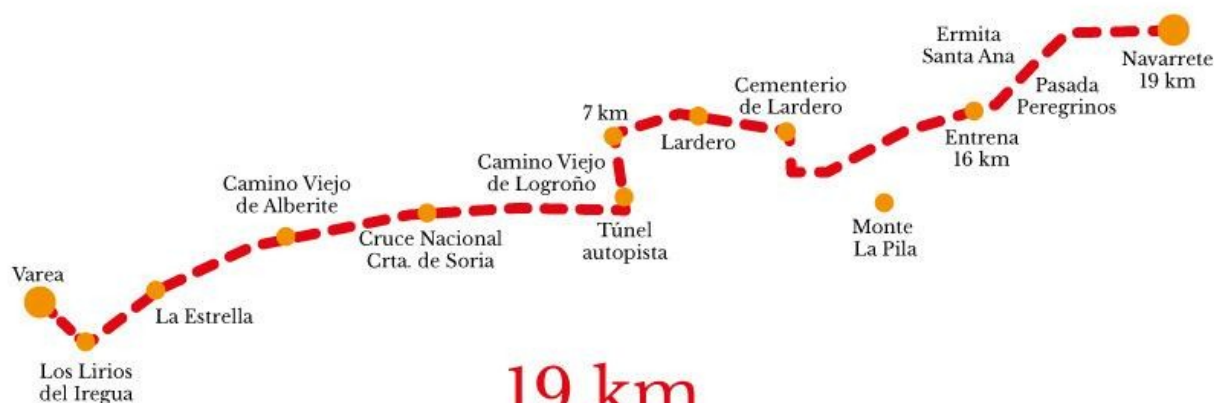 Varea
Los Lirios
del Iregua
La Estrella
Camino Viejo
de Alberite
Cruce Nacional
Crta. de Soria
Camino Viejo
de Logroño
7 km
Túnel
autopista
Lardero
Cementerio
de Lardero
Monte
La Pila
Entrena
16 km
Ermita
Santa Ana
Pasada
Peregrinos
Navarrete
19 km
19 km